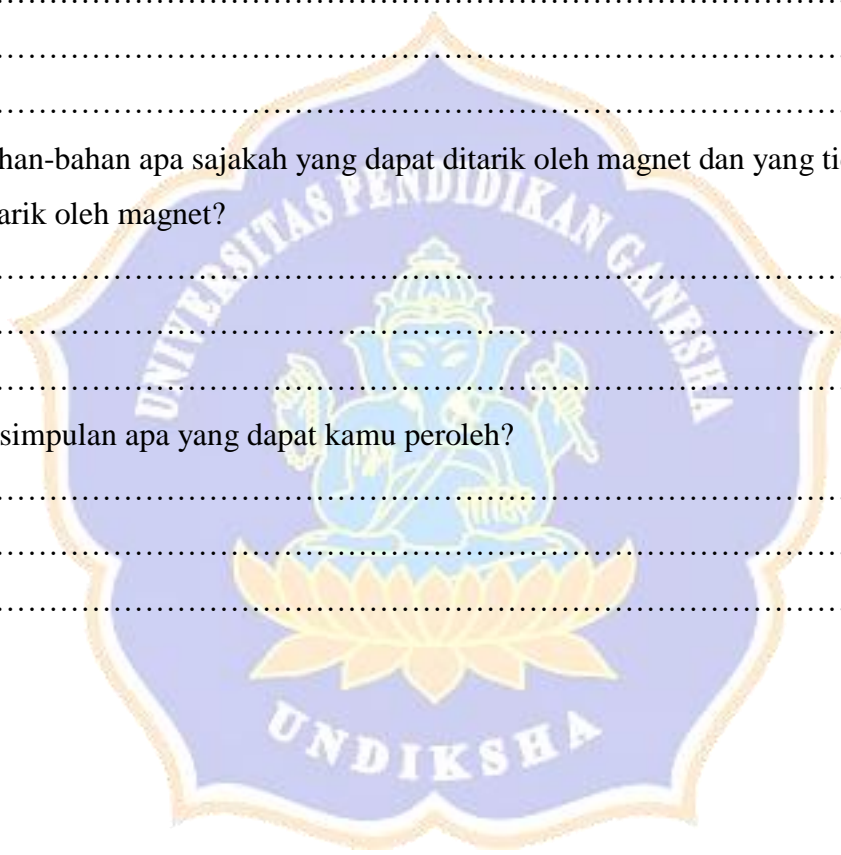 ……………………………………………………………………
……………………………………………………………………
……………………………………………………………………
han-bahan apa sajakah yang dapat ditarik oleh magnet dan yang tid
arik oleh magnet?
……………………………………………………………………
……………………………………………………………………
……………………………………………………………………
simpulan apa yang dapat kamu peroleh?
……………………………………………………………………
……………………………………………………………………
……………………………………………………………………
UNIVERSITAS PENDIDIKAN GANESHA
UNDIKSHA